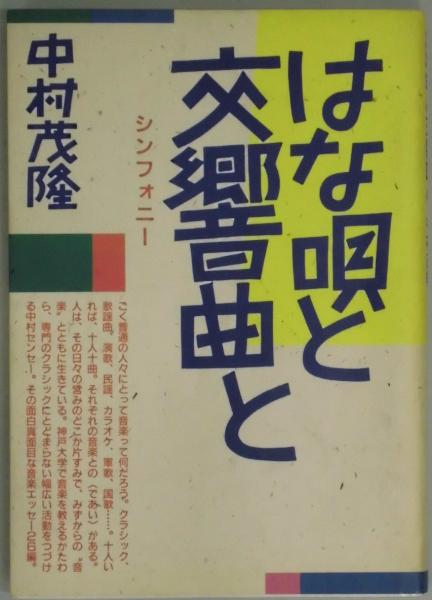 はな唄と
交響曲と
シンフォニー
中村茂隆
ごく普通の人々にとって音楽って何だろう。クラシック、
歌謡曲。演歌、民謡、カラオケ、軍歌、国歌……。十人い
れば、十人十曲。それぞれの音楽との〈であい〉がある。
人は、その日々の営みのどこか片すみで、みずからの〝音
楽〟とともに生きている。神戸大学で音楽を教えるかたわ
ら、専門のクラシックにとどまらない幅広い活動をつづけ
る中村センセー。その面白真面目な音楽エッセー26編。